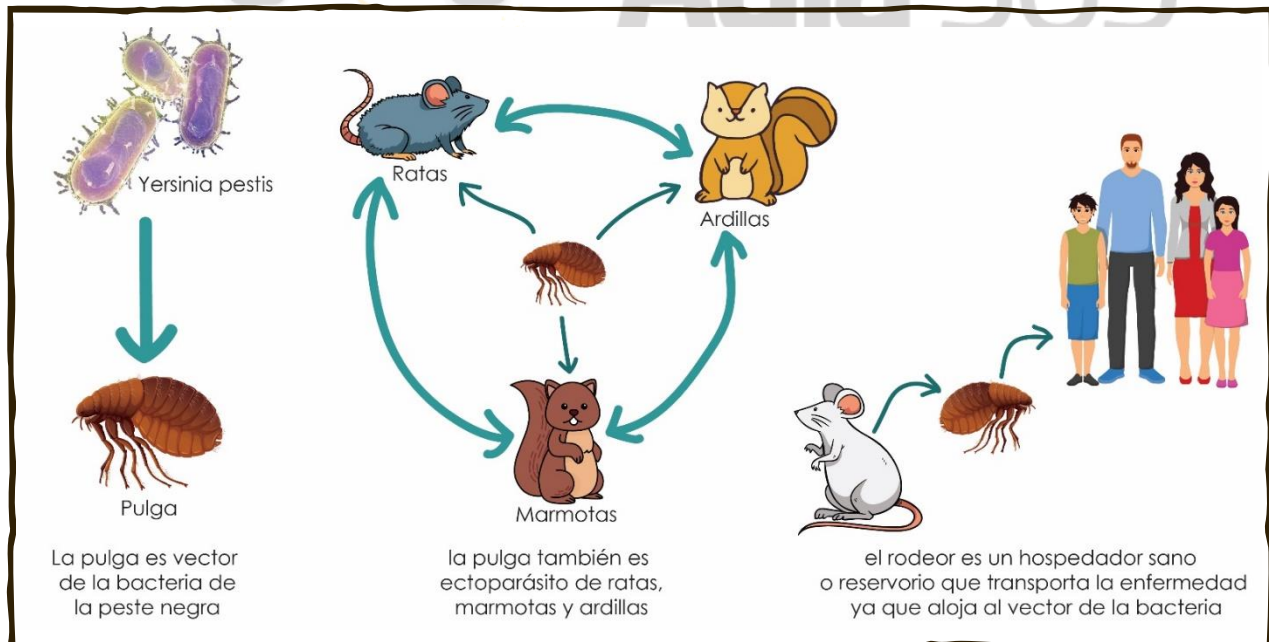 Aula 365
Yersinia pestis
Ratas
Ardillas
Pulga
Marmotas
La pulga es vector
de la bacteria de
la peste negra
la pulga también es
ectoparásito de ratas,
marmotas y ardillas
el rodeor es un hospedador sano
o reservorio que transporta la enfermedad
ya que aloja al vector de la bacteria